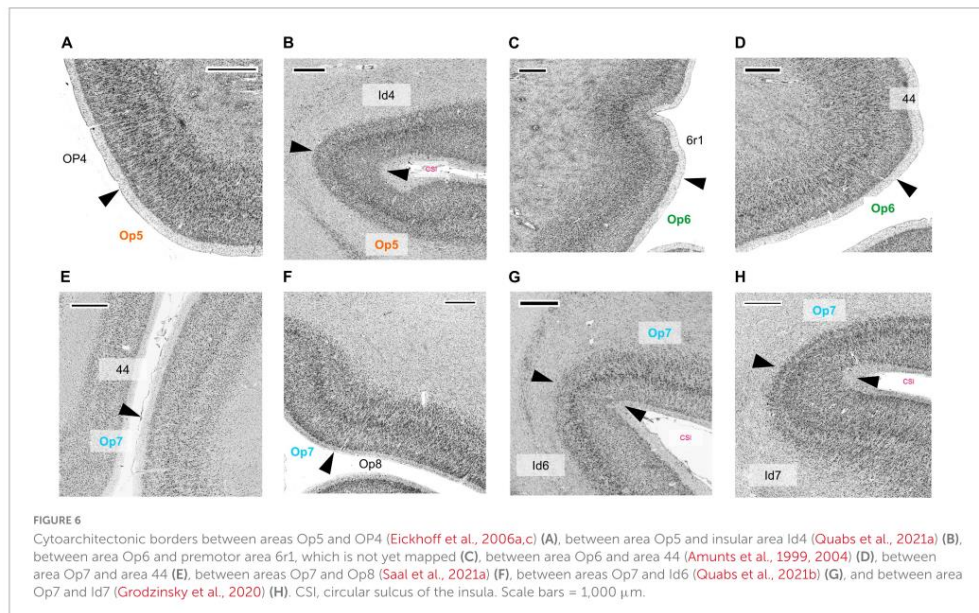 A
B
C
D
OP4
Op5
Id4
CSI
Op5
6r1
Op6
44
Op6
E
F
G
H
44
Op7
Op7
Op8
Op7
Id6
CSI
Op7
Id7
CSI
FIGURE 6
Cytoarchitectonic borders between areas Op5 and OP4 (Eickhoff et al., 2006a,c) (A), between area Op5 and insular area Id4 (Quabs et al., 2021a) (B),
between area Op6 and premotor area 6r1, which is not yet mapped (C), between area Op6 and area 44 (Amunts et al., 1999, 2004) (D), between
area Op7 and area 44 (E), between areas Op7 and Op8 (Saal et al., 2021a) (F), between areas Op7 and Id6 (Quabs et al., 2021b) (G), and between area
Op7 and Id7 (Grodzinsky et al., 2020) (H). CSI, circular sulcus of the insula. Scale bars = 1,000 μm.